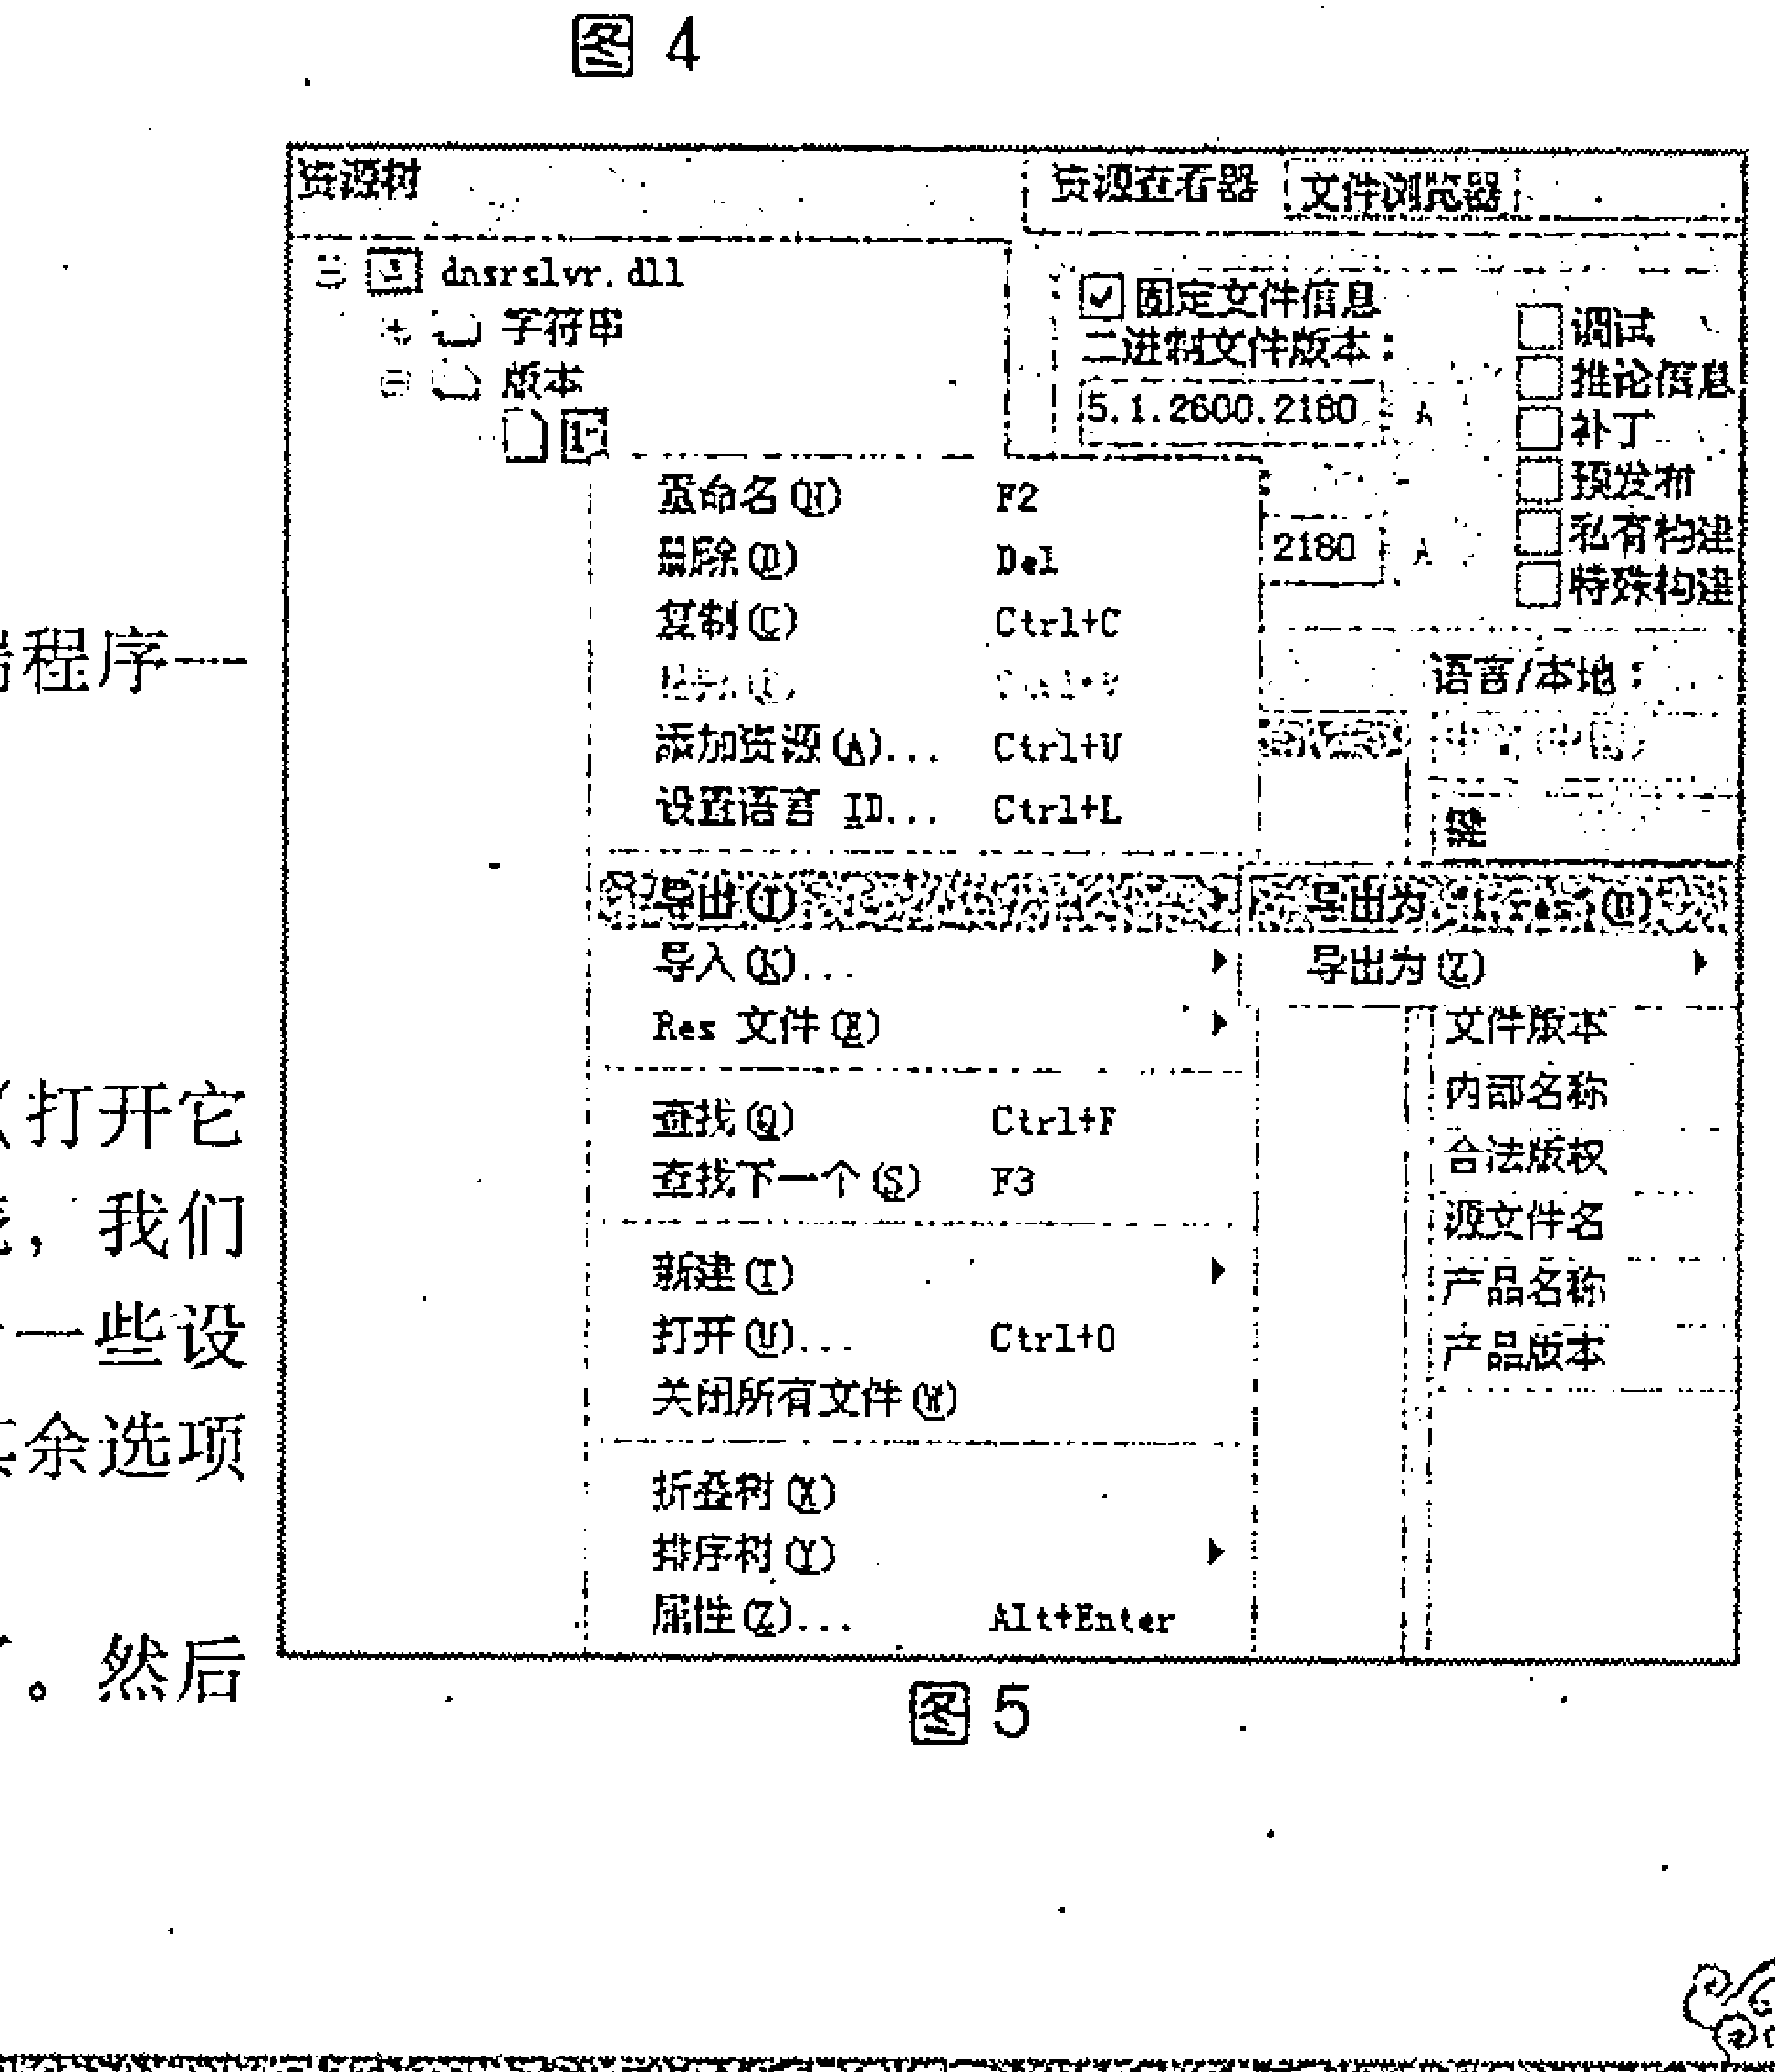 图 4
资源树
资源查看器 文件浏览器
dnsrslvr.dll
字符串
版本
1
固定文件信息
二进制文件版本：
5.1.2600.2180 A
调试
推论信息
补丁
预发布
私有构建
特殊构建
2180 A
语言/本地：
键
重命名(N) F2
删除(D) Del
复制(C) Ctrl+C
添加资源(A)... Ctrl+U
设置语言 ID... Ctrl+L
导出(T)
导入(K)...
Res 文件(E)
查找(Q) Ctrl+F
查找下一个(S) F3
新建(T)
打开(U)... Ctrl+O
关闭所有文件(W)
折叠树(X)
排序树(Y)
属性(Z)... Alt+Enter
导出为
导出为(Z)
文件版本
内部名称
合法版权
源文件名
产品名称
产品版本
图 5
程序—
（打开它
，我们
一些设
其余选项
。然后